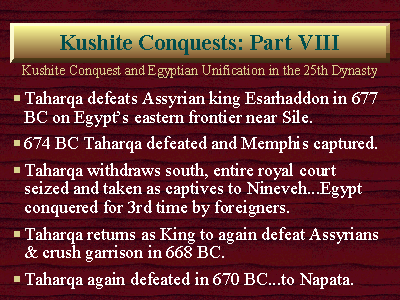 Kushite Conquests: Part VIII
Kushite Conquest and Egyptian Unification in the 25th Dynasty
Taharqa defeats Assyrian king Esarhaddon in 677
BC on Egypt's eastern frontier near Sile.
674 BC Taharqa defeated and Memphis captured.
Taharqa withdraws south, entire royal court
seized and taken as captives to Nineveh...Egypt
conquered for 3rd time by foreigners.
Taharqa returns as King to again defeat Assyrians
& crush garrison in 668 BC.
Taharqa again defeated in 670 BC...to Napata.